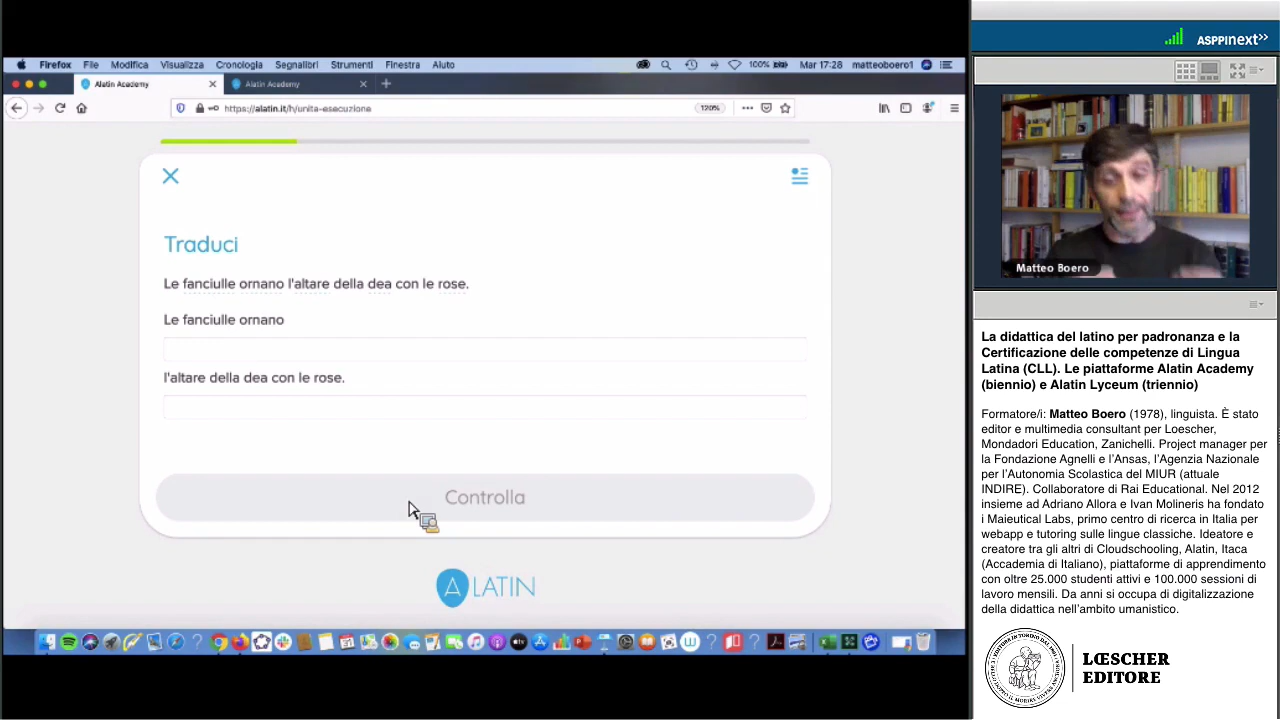 Firefox File Modifica Visualizza Cronologia Segnalibri Strumenti Finestra Aiuto 100% Mar 17:28 matteoboero1
Alatin Academy Alatin Academy
https://alatin.it/h/unita-esecuzione 120%
Traduci
Le fanciulle ornano l'altare della dea con le rose.
Le fanciulle ornano
l'altare della dea con le rose.
Controlla
A LATIN
ASPPInext»
Matteo Boero
La didattica del latino per padronanza e la
Certificazione delle competenze di Lingua
Latina (CLL). Le piattaforme Alatin Academy
(biennio) e Alatin Lyceum (triennio)
Formatore/i: Matteo Boero (1978), linguista. È stato
editor e multimedia consultant per Loescher,
Mondadori Education, Zanichelli. Project manager per
la Fondazione Agnelli e l'Ansas, l'Agenzia Nazionale
per l'Autonomia Scolastica del MIUR (attuale
INDIRE). Collaboratore di Rai Educational. Nel 2012
insieme ad Adriano Allora e Ivan Molineris ha fondato
i Maieutical Labs, primo centro di ricerca in Italia per
webapp e tutoring sulle lingue classiche. Ideatore e
creatore tra gli altri di Cloudschooling, Alatin, Itaca
(Accademia di Italiano), piattaforme di apprendimento
con oltre 25.000 studenti attivi e 100.000 sessioni di
lavoro mensili. Da anni si occupa di digitalizzazione
della didattica nell'ambito umanistico.
LŒSCHER
EDITORE